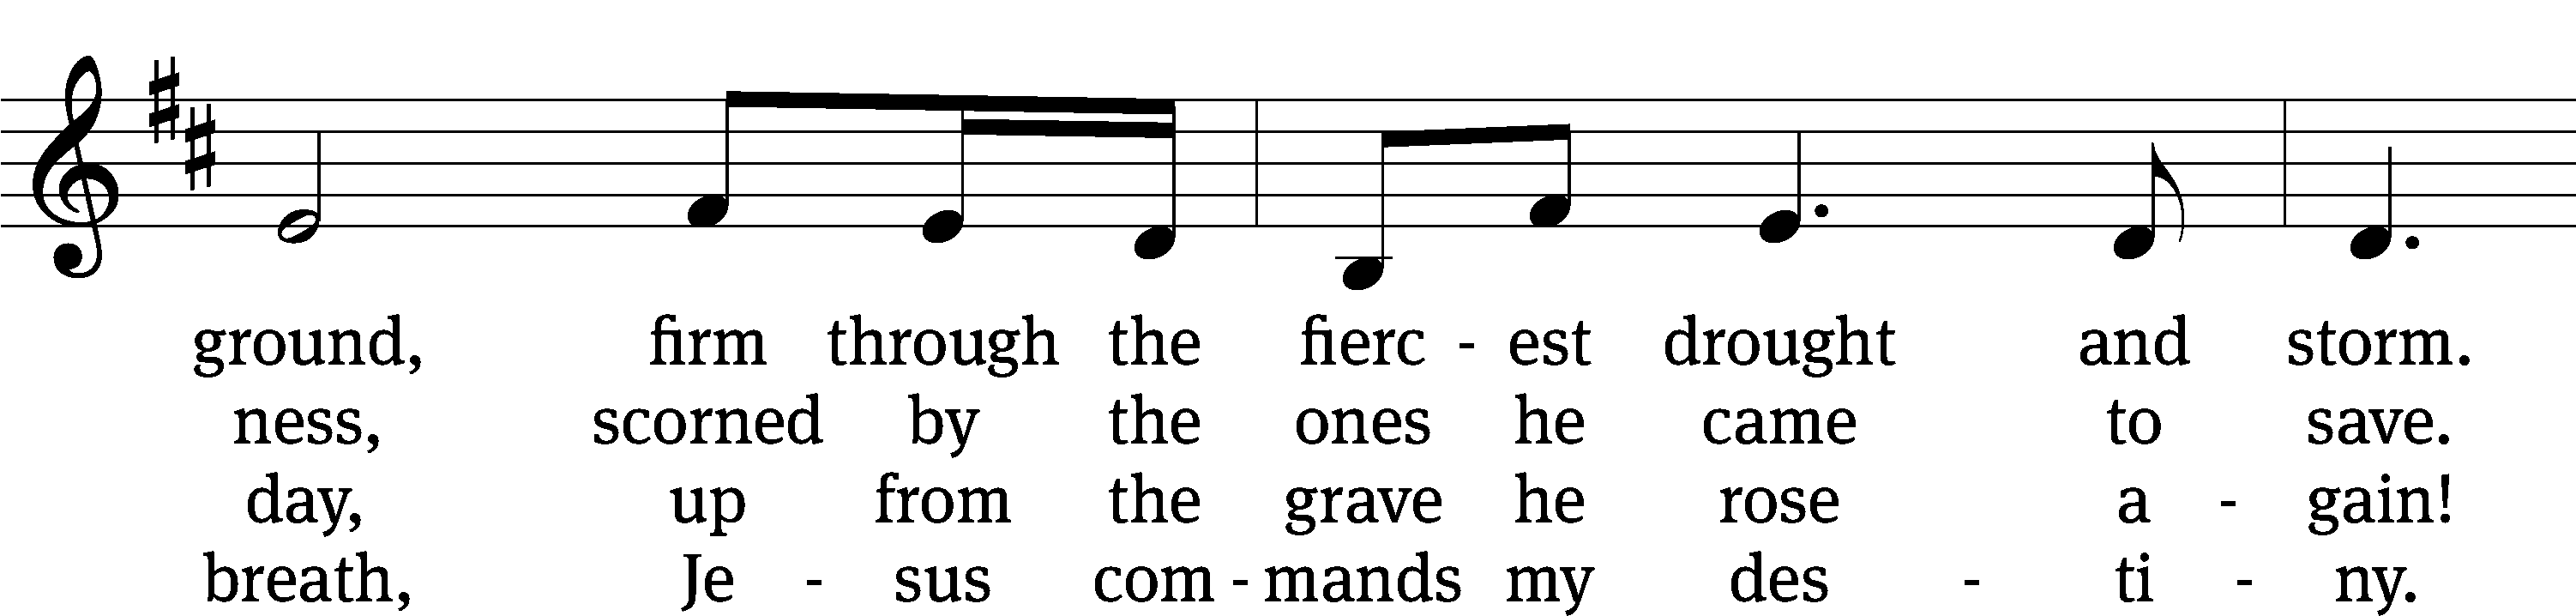 ground, firm through the fierc - est drought and storm.
ness, scorned by the ones he came to save.
day, up from the grave he rose a - gain!
breath, Je - sus com - mands my des - ti - ny.